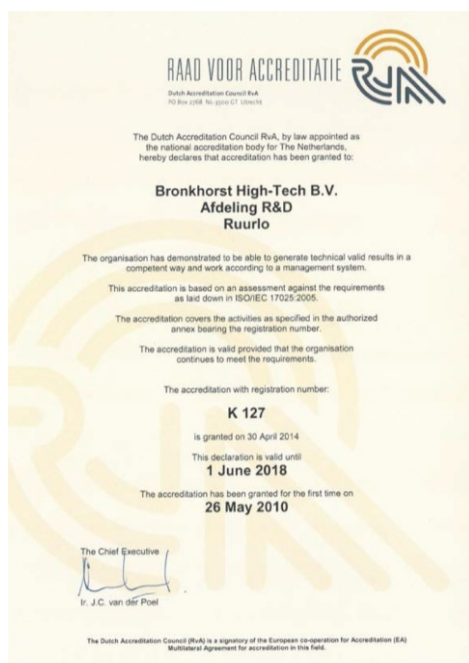 RAAD VOOR ACCREDITATIE
RvA
Dutch Accreditation Council RvA
PO Box 2768 NL-3500 GT Utrecht
The Dutch Accreditation Council RvA, by law appointed as
the national accreditation body for The Netherlands,
hereby declares that accreditation has been granted to:
Bronkhorst High-Tech B.V.
Afdeling R&D
Ruurlo
The organisation has demonstrated to be able to generate technical valid results in a
competent way and work according to a management system.
This accreditation is based on an assessment against the requirements
as laid down in ISO/IEC 17025:2005.
The accreditation covers the activities as specified in the authorized
annex bearing the registration number.
The accreditation is valid provided that the organisation
continues to meet the requirements.
The accreditation with registration number:
K 127
is granted on 30 April 2014
This declaration is valid until
1 June 2018
The accreditation has been granted for the first time on
26 May 2010
The Chief Executive
Ir. J.C. van der Poel
The Dutch Accreditation Council (RvA) is a signatory of the European co-operation for Accreditation (EA)
Multilateral Agreement for accreditation in this field.